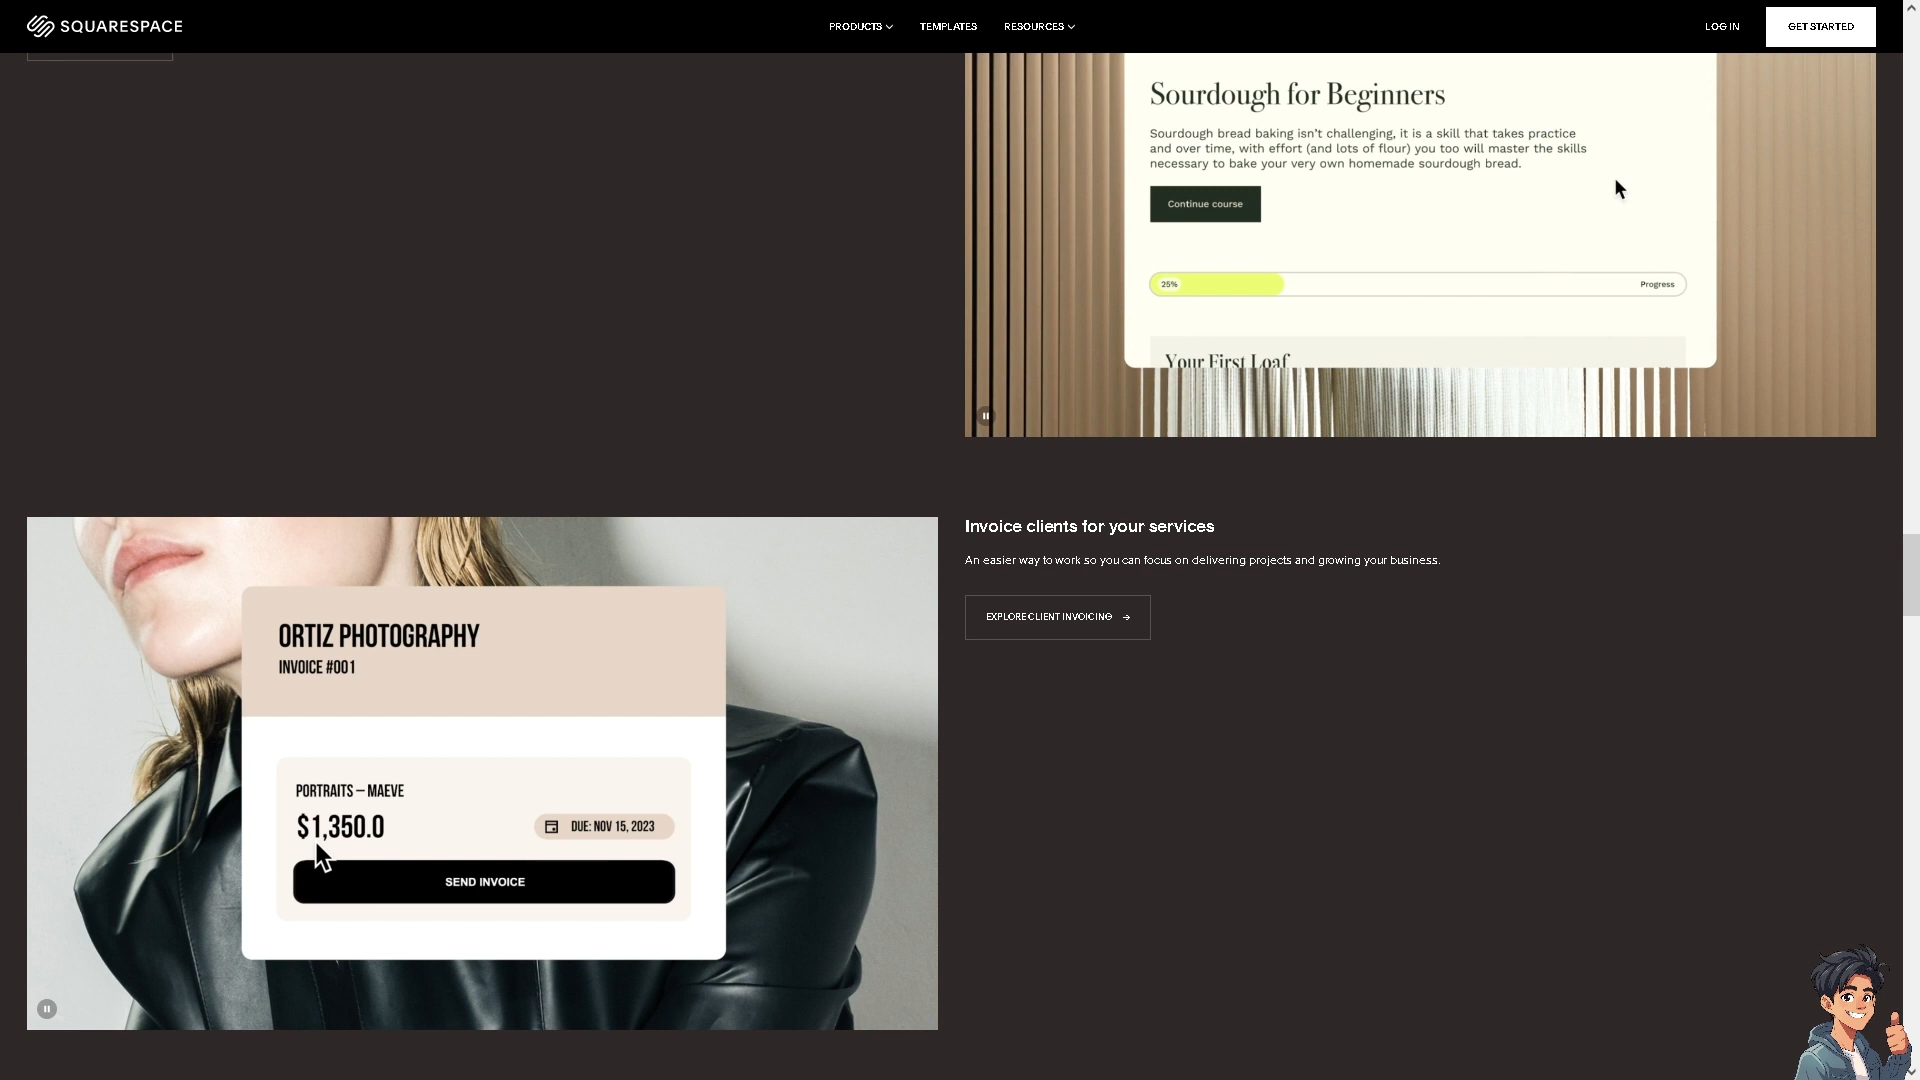 SQUARESPACE
PRODUCTS
TEMPLATES
RESOURCES
LOG IN
GET STARTED
Sourdough for Beginners
Sourdough bread baking isn't challenging, it is a skill that takes practice
and over time, with effort (and lots of flour) you too will master the skills
necessary to bake your very own homemade sourdough bread.
Continue course
25%
Progress
Your First Loaf
ORTIZ PHOTOGRAPHY
INVOICE #001
PORTRAITS – MAEVE
$1,350.0
DUE: NOV 15, 2023
SEND INVOICE
Invoice clients for your services
An easier way to work so you can focus on delivering projects and growing your business.
EXPLORE CLIENT INVOICING →